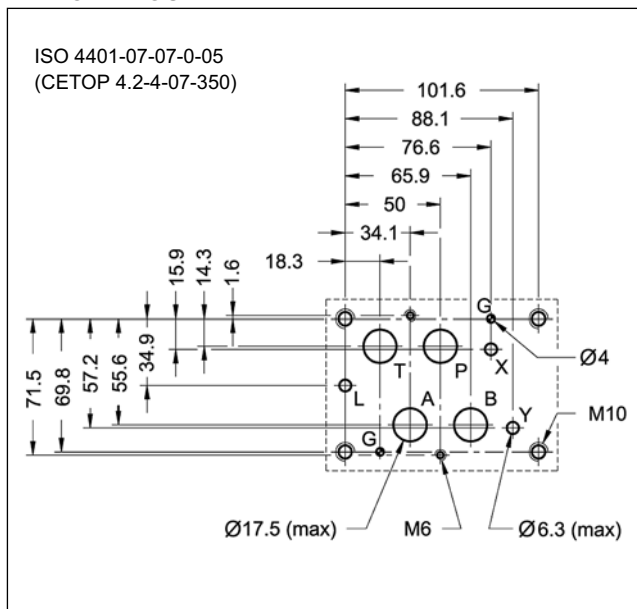 ISO 4401-07-07-0-05
(CETOP 4.2-4-07-350)
101.6
88.1
76.6
65.9
50
34.1
18.3
15.9
14.3
1.6
71.5
69.8
57.2
55.6
34.9
G
T
P
X
Ø4
L
A
B
Y
G
M10
Ø17.5 (max)
M6
Ø6.3 (max)